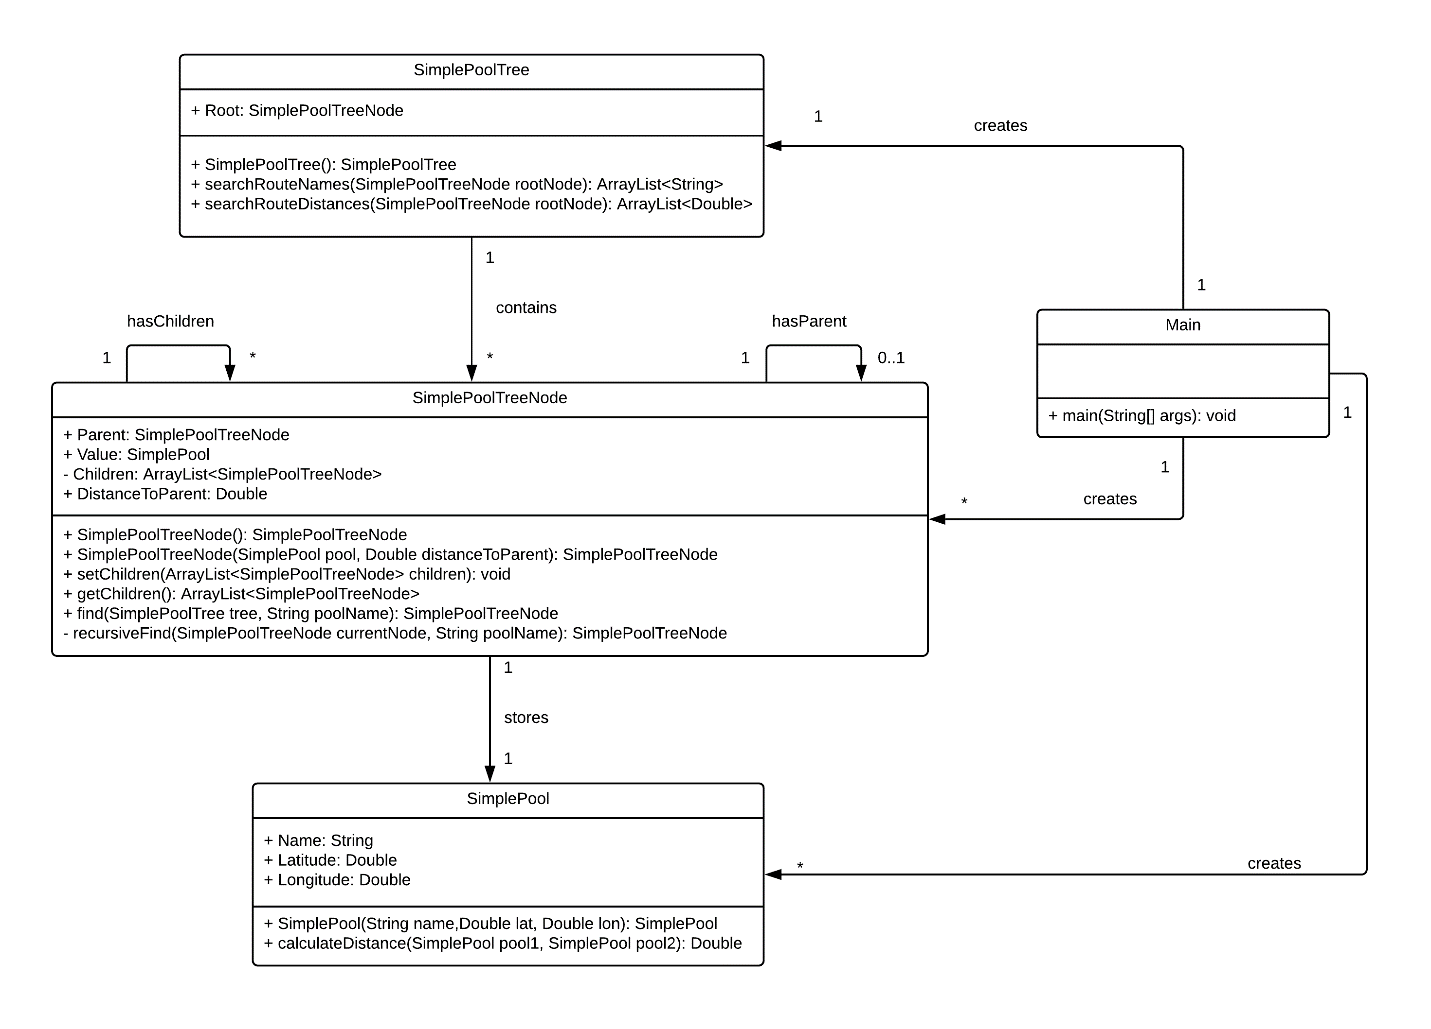 SimplePoolTree
+ Root: SimplePoolTreeNode
+ SimplePoolTree(): SimplePoolTree
+ searchRouteNames(SimplePoolTreeNode rootNode): ArrayList<String>
+ searchRouteDistances(SimplePoolTreeNode rootNode): ArrayList<Double>
1
creates
1
1
contains
*
hasChildren
1
*
hasParent
1
0..1
Main
+ main(String[] args): void
1
1
creates
*
SimplePoolTreeNode
+ Parent: SimplePoolTreeNode
+ Value: SimplePool
- Children: ArrayList<SimplePoolTreeNode>
+ DistanceToParent: Double
+ SimplePoolTreeNode(): SimplePoolTreeNode
+ SimplePoolTreeNode(SimplePool pool, Double distanceToParent): SimplePoolTreeNode
+ setChildren(ArrayList<SimplePoolTreeNode> children): void
+ getChildren(): ArrayList<SimplePoolTreeNode>
+ find(SimplePoolTree tree, String poolName): SimplePoolTreeNode
- recursiveFind(SimplePoolTreeNode currentNode, String poolName): SimplePoolTreeNode
1
stores
1
SimplePool
+ Name: String
+ Latitude: Double
+ Longitude: Double
+ SimplePool(String name,Double lat, Double lon): SimplePool
+ calculateDistance(SimplePool pool1, SimplePool pool2): Double
*
creates